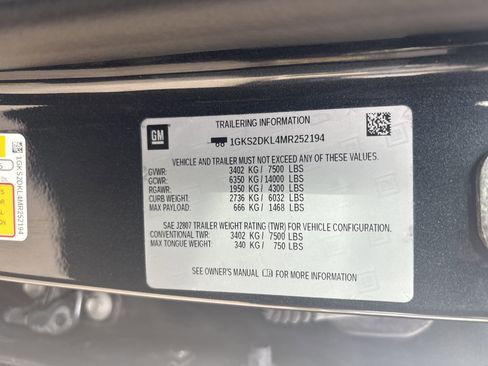 GM
TRAILERING INFORMATION
1GKS2DKL4MR252194
VEHICLE AND TRAILER MUST NOT EXCEED ANY OF THESE VALUES.
GVWR: 3402 KG / 7500 LBS
GCWR: 6350 KG / 14000 LBS
RGAWR: 1950 KG / 4300 LBS
CURB WEIGHT: 2736 KG / 6032 LBS
MAX PAYLOAD: 666 KG / 1468 LBS
SAE J2807 TRAILER WEIGHT RATING (TWR) FOR VEHICLE CONFIGURATION.
CONVENTIONAL TWR: 3402 KG / 7500 LBS
MAX TONGUE WEIGHT: 340 KG / 750 LBS
SEE OWNER'S MANUAL FOR MORE INFORMATION
1GKS2DKL4MR252194